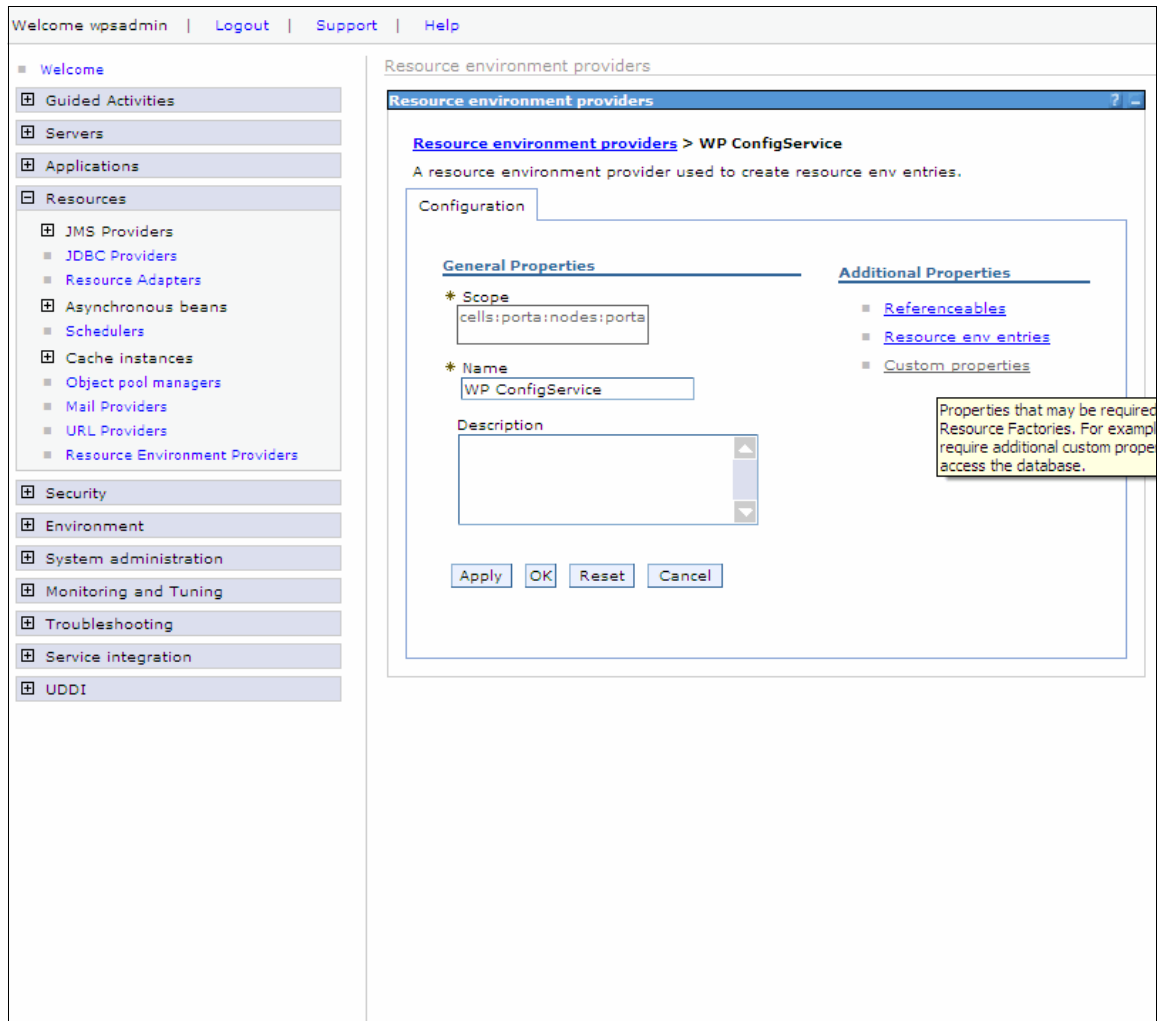 Welcome wpsadmin | Logout | Support | Help
Welcome
Guided Activities
Servers
Applications
Resources
JMS Providers
JDBC Providers
Resource Adapters
Asynchronous beans
Schedulers
Cache instances
Object pool managers
Mail Providers
URL Providers
Resource Environment Providers
Security
Environment
System administration
Monitoring and Tuning
Troubleshooting
Service integration
UDDI
Resource environment providers
Resource environment providers ? –
Resource environment providers > WP ConfigService
A resource environment provider used to create resource env entries.
Configuration
General Properties
* Scope
cells:porta:nodes:porta
* Name
WP ConfigService
Description
Apply OK Reset Cancel
Additional Properties
Referenceables
Resource env entries
Custom properties
Properties that may be required
Resource Factories. For exampl
require additional custom prope
access the database.